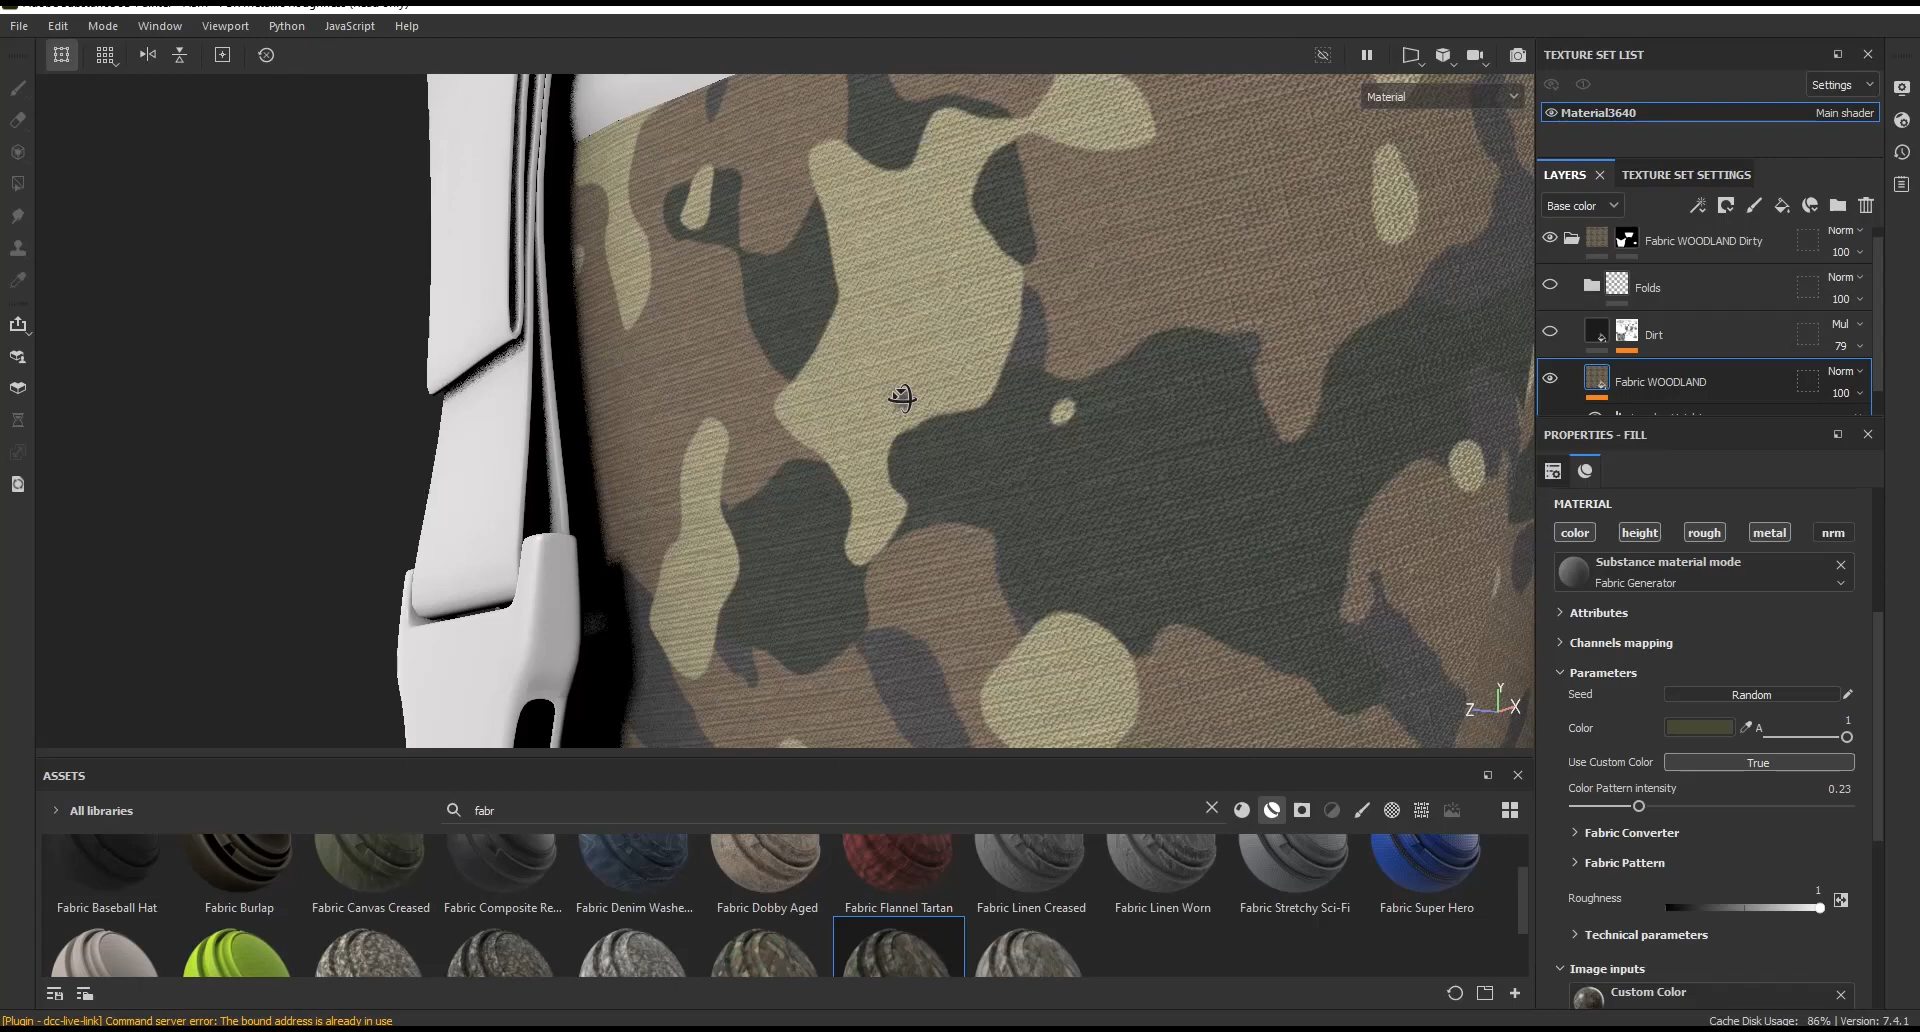 File Edit Mode Window Viewport Python JavaScript Help
Material
Y
Z X
TEXTURE SET LIST
Settings
Material3640 Main shader
LAYERS TEXTURE SET SETTINGS
Base color
Norm
Fabric WOODLAND Dirty
100
Norm
Folds
100
Mul
Dirt
79
Norm
Fabric WOODLAND
100
PROPERTIES - FILL
MATERIAL
color height rough metal nrm
Substance material mode
Fabric Generator
Attributes
Channels mapping
Parameters
Seed Random
Color A 1
Use Custom Color True
Color Pattern intensity 0.23
Fabric Converter
Fabric Pattern
Roughness 1
Technical parameters
Image inputs
Custom Color
ASSETS
All libraries
fabr
Fabric Baseball Hat Fabric Burlap Fabric Canvas Creased Fabric Composite Re... Fabric Denim Washe... Fabric Dobby Aged Fabric Flannel Tartan Fabric Linen Creased Fabric Linen Worn Fabric Stretchy Sci-Fi Fabric Super Hero
[Plugin - dcc-live-link] Command server error: The bound address is already in use
Cache Disk Usage: 86% | Version: 7.4.1